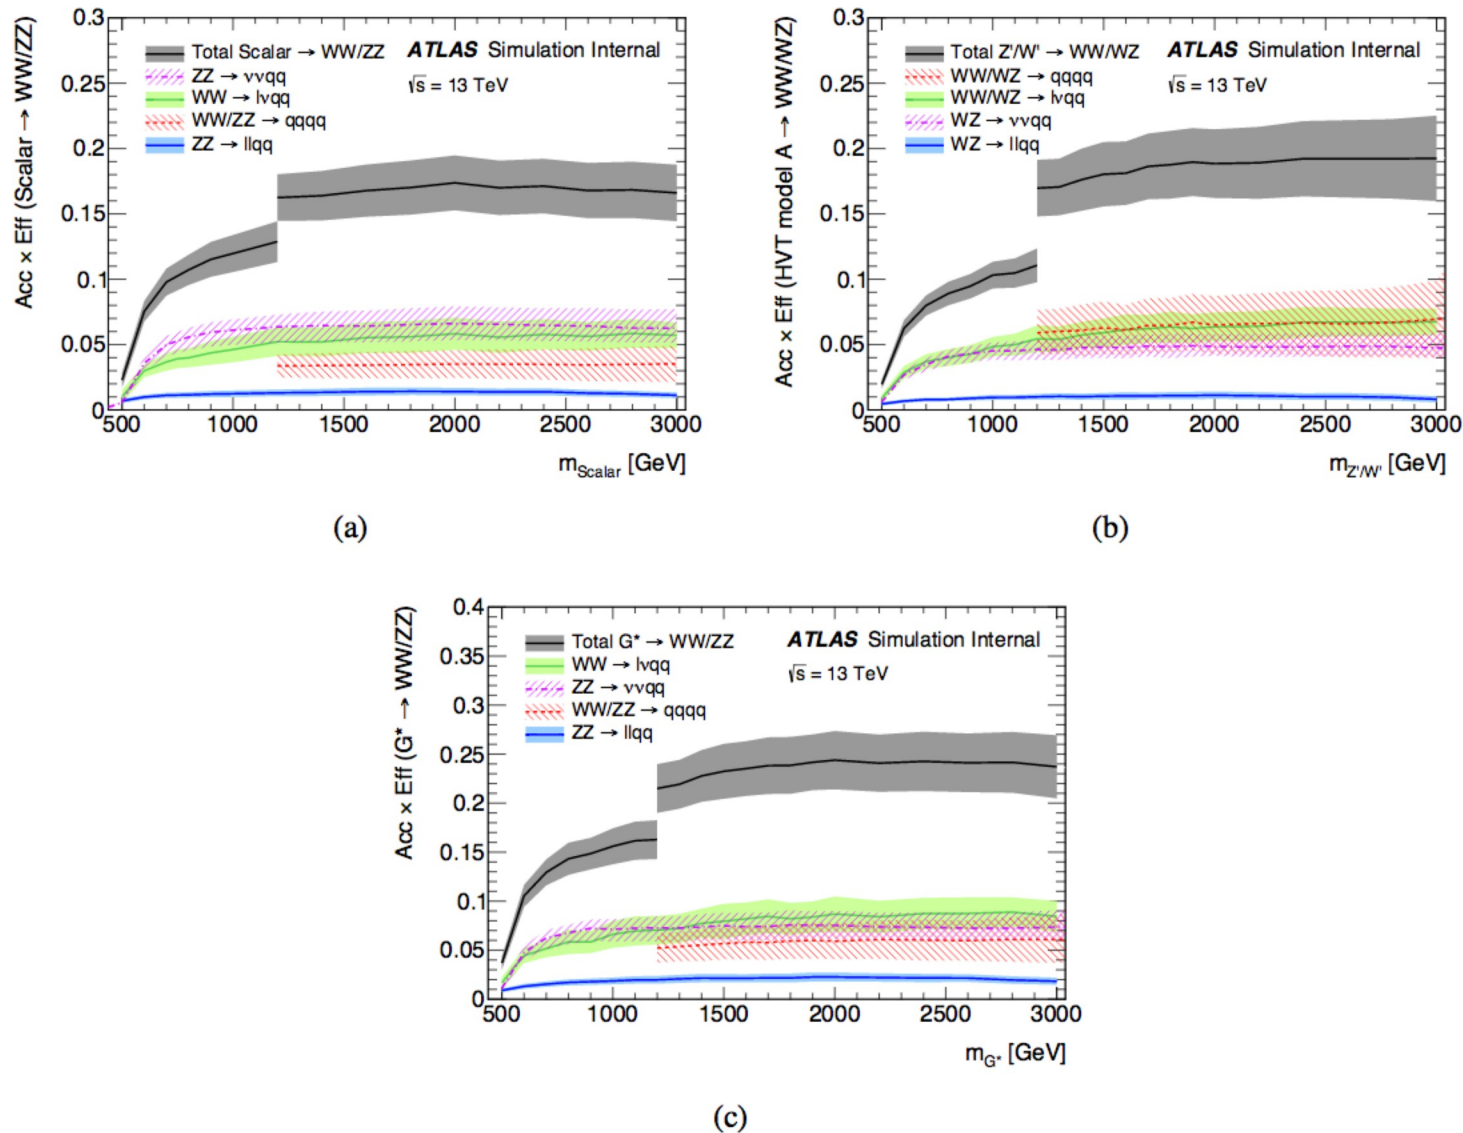 Acc × Eff (Scalar → WW/ZZ)
0.3
0.25
0.2
0.15
0.1
0.05
0
Total Scalar → WW/ZZ
ZZ → ννqq
WW → lνqq
WW/ZZ → qqqq
ZZ → llqq
ATLAS Simulation Internal
√s = 13 TeV
500 1000 1500 2000 2500 3000
m_Scalar [GeV]
(a)
Acc × Eff (HVT model A → WW/WZ)
0.3
0.25
0.2
0.15
0.1
0.05
0
Total Z'/W' → WW/WZ
WW/WZ → qqqq
WW/WZ → lνqq
WZ → ννqq
WZ → llqq
ATLAS Simulation Internal
√s = 13 TeV
500 1000 1500 2000 2500 3000
m_Z'/W' [GeV]
(b)
Acc × Eff (G* → WW/ZZ)
0.4
0.35
0.3
0.25
0.2
0.15
0.1
0.05
0
Total G* → WW/ZZ
WW → lνqq
ZZ → ννqq
WW/ZZ → qqqq
ZZ → llqq
ATLAS Simulation Internal
√s = 13 TeV
500 1000 1500 2000 2500 3000
m_G* [GeV]
(c)